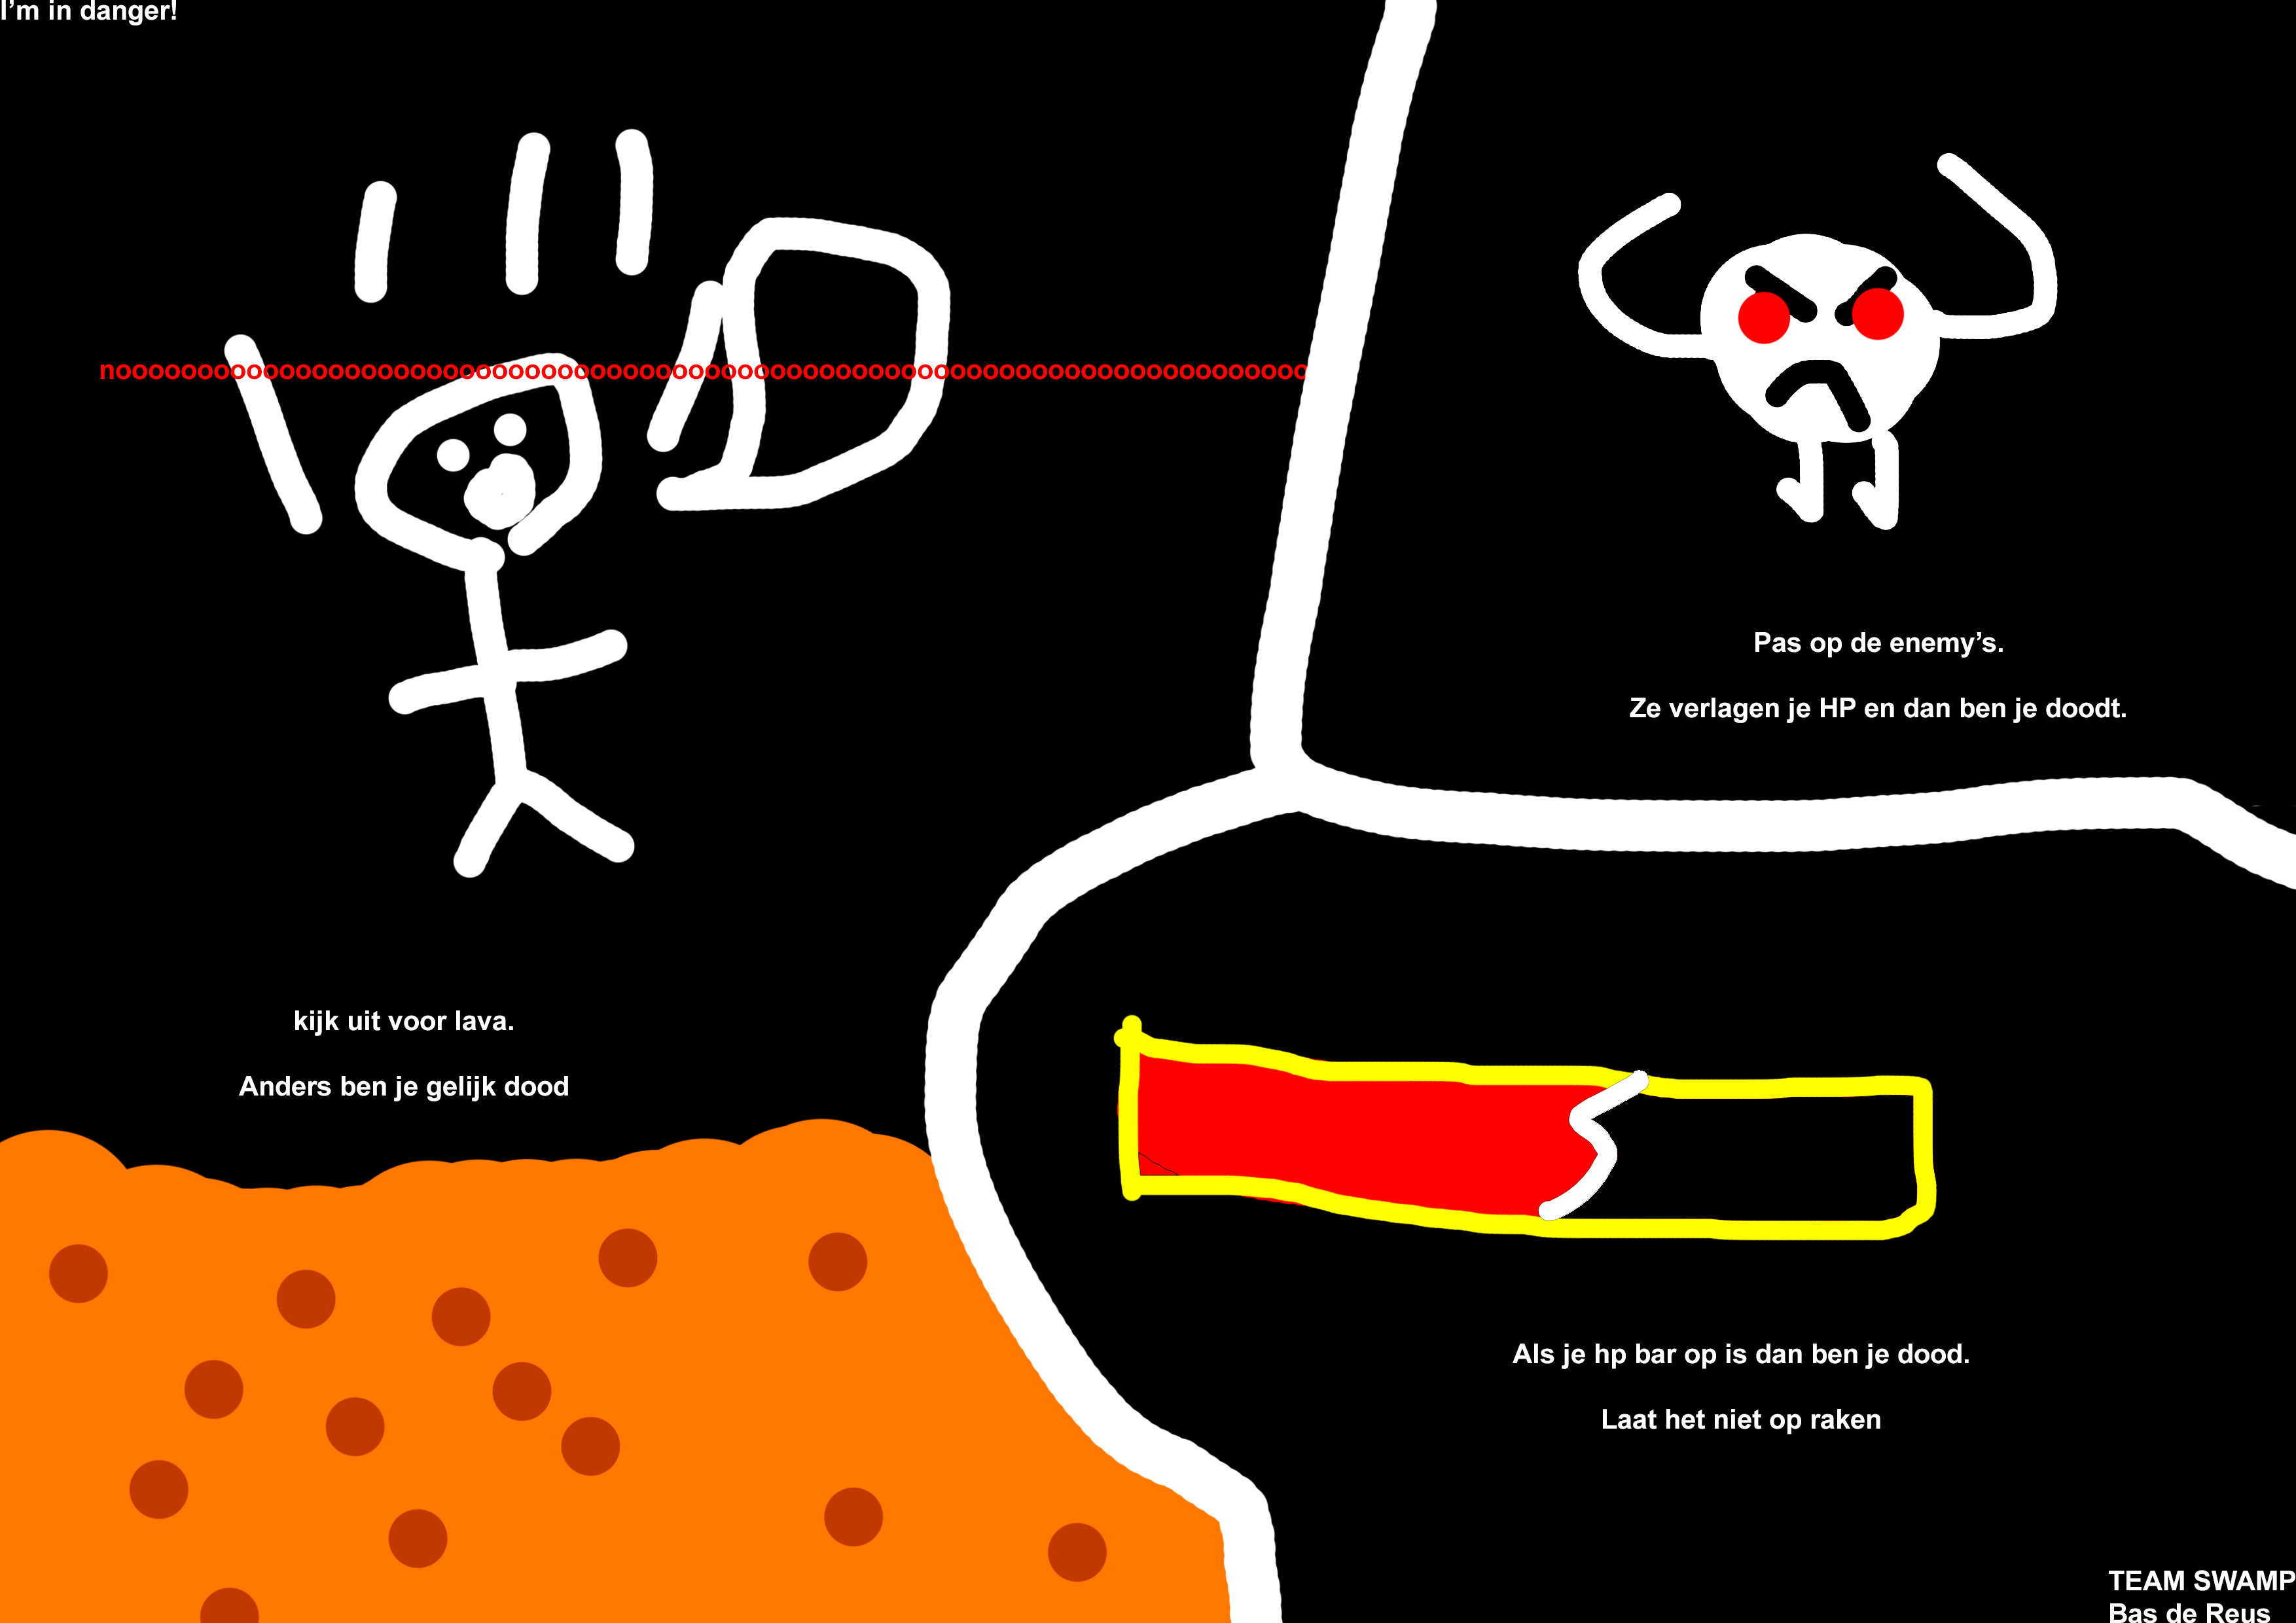 I'm in danger!
nooooooooooooooooooooooooooooooooooooooooooooooooooooooooooooooooooooooooo
Pas op de enemy's.
Ze verlagen je HP en dan ben je doodt.
kijk uit voor lava.
Anders ben je gelijk dood
Als je hp bar op is dan ben je dood.
Laat het niet op raken
TEAM SWAMP
Bas de Reus